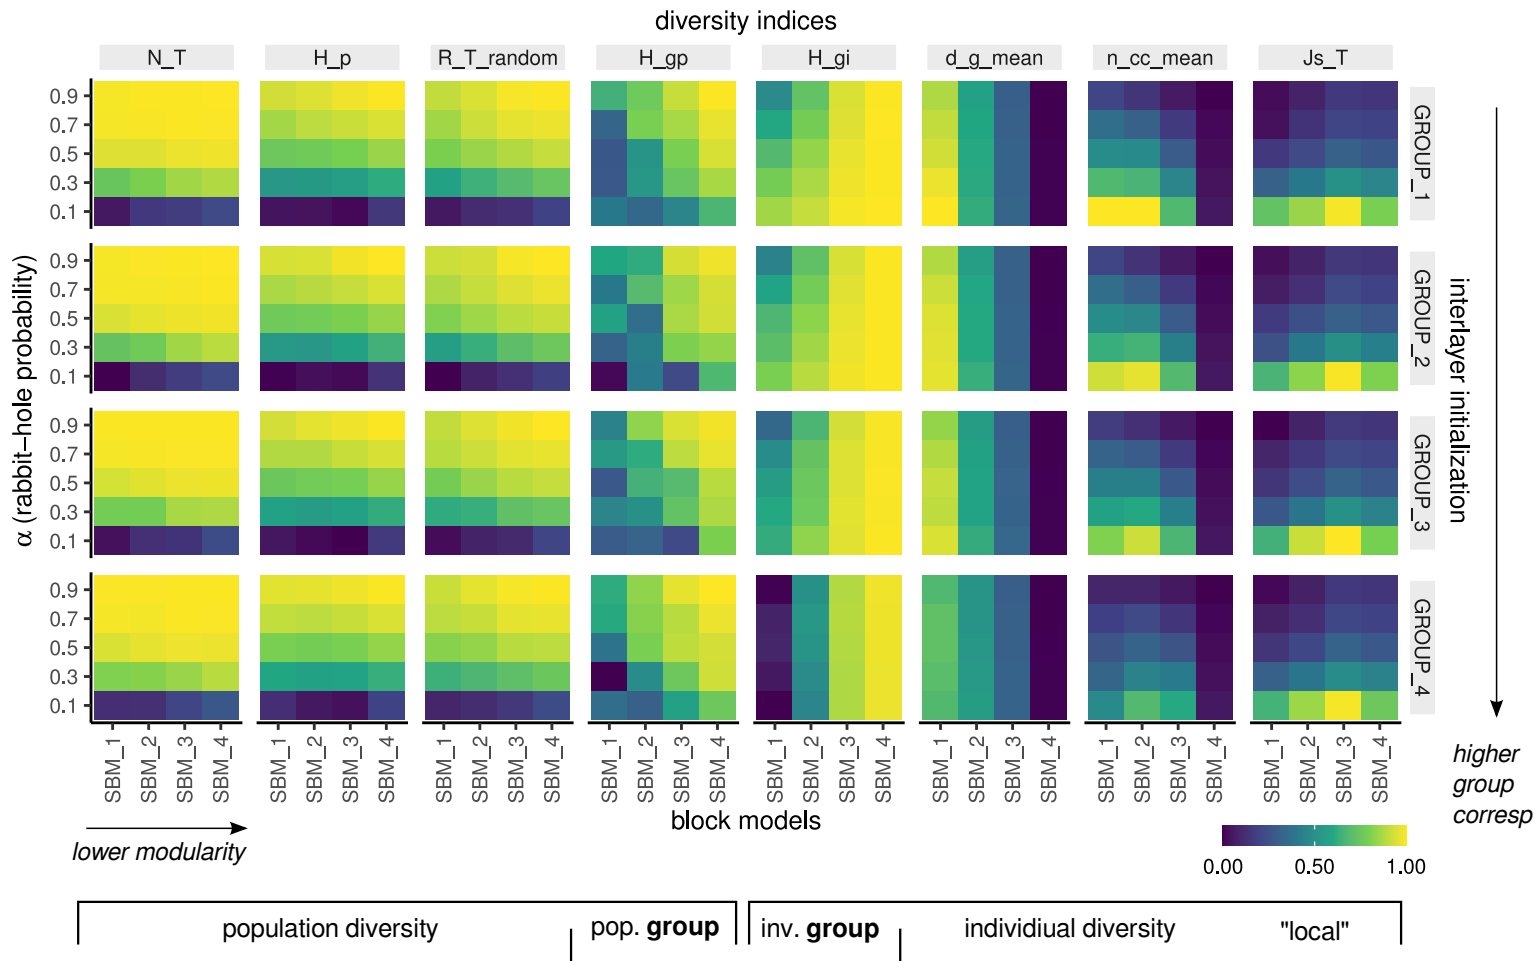 diversity indices
N_T H_p R_T_random H_gp H_gi d_g_mean n_cc_mean Js_T
α (rabbit−hole probability)
0.9
0.7
0.5
0.3
0.1
GROUP_1
0.9
0.7
0.5
0.3
0.1
GROUP_2
0.9
0.7
0.5
0.3
0.1
GROUP_3
0.9
0.7
0.5
0.3
0.1
GROUP_4
interlayer initialization
higher
group
corresp
SBM_1 SBM_2 SBM_3 SBM_4 SBM_1 SBM_2 SBM_3 SBM_4 SBM_1 SBM_2 SBM_3 SBM_4 SBM_1 SBM_2 SBM_3 SBM_4 SBM_1 SBM_2 SBM_3 SBM_4 SBM_1 SBM_2 SBM_3 SBM_4 SBM_1 SBM_2 SBM_3 SBM_4 SBM_1 SBM_2 SBM_3 SBM_4
block models
lower modularity
0.00 0.50 1.00
population diversity pop. group inv. group individiual diversity "local"